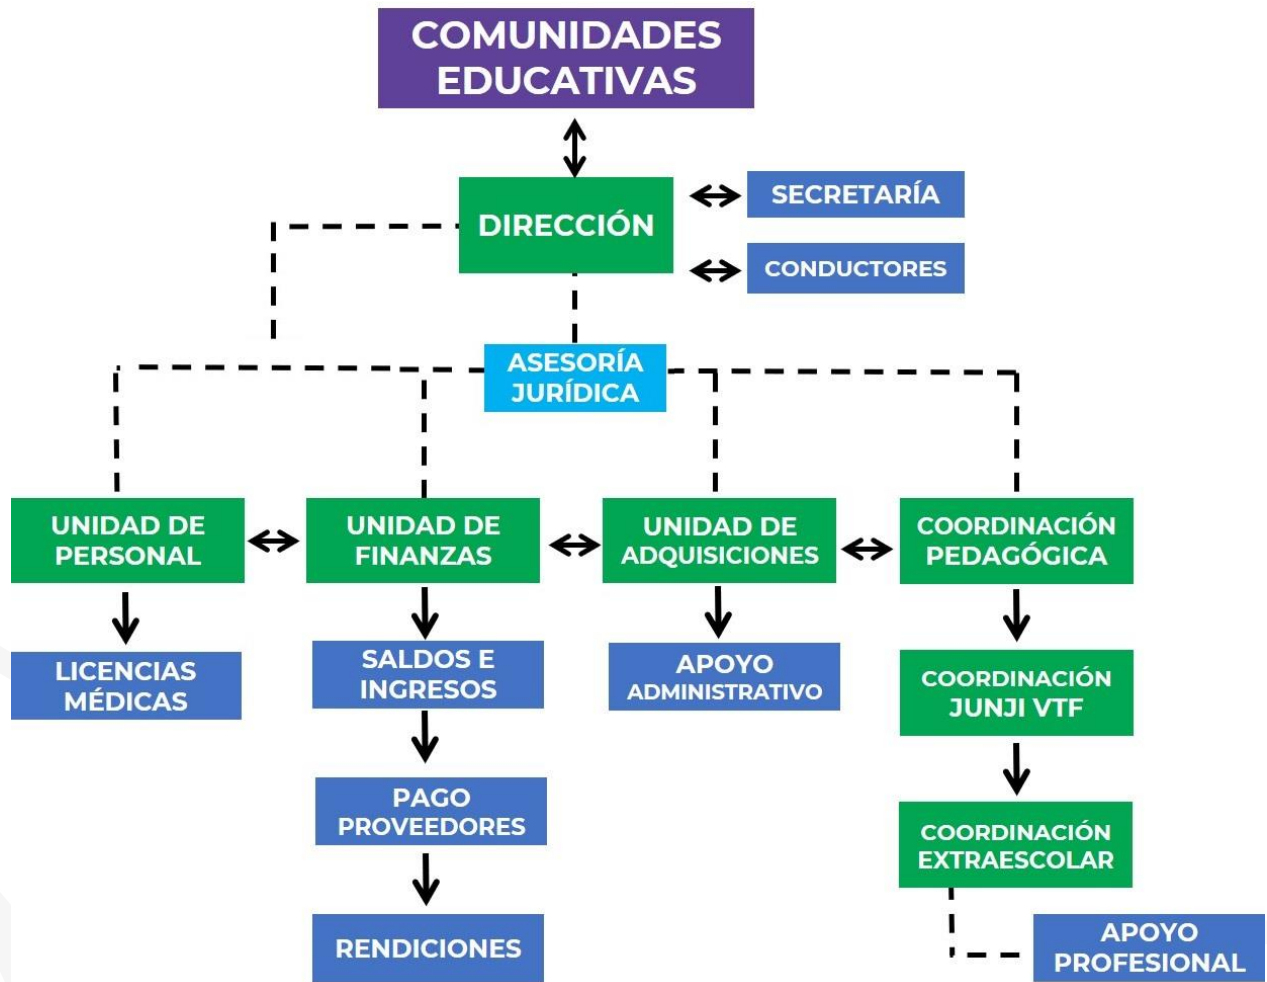 COMUNIDADES
EDUCATIVAS
DIRECCIÓN
SECRETARÍA
CONDUCTORES
ASESORÍA
JURÍDICA
UNIDAD DE
PERSONAL
UNIDAD DE
FINANZAS
UNIDAD DE
ADQUISICIONES
COORDINACIÓN
PEDAGÓGICA
LICENCIAS
MÉDICAS
SALDOS E
INGRESOS
APOYO
ADMINISTRATIVO
COORDINACIÓN
JUNJI VTF
PAGO
PROVEEDORES
COORDINACIÓN
EXTRAESCOLAR
RENDICIONES
APOYO
PROFESIONAL